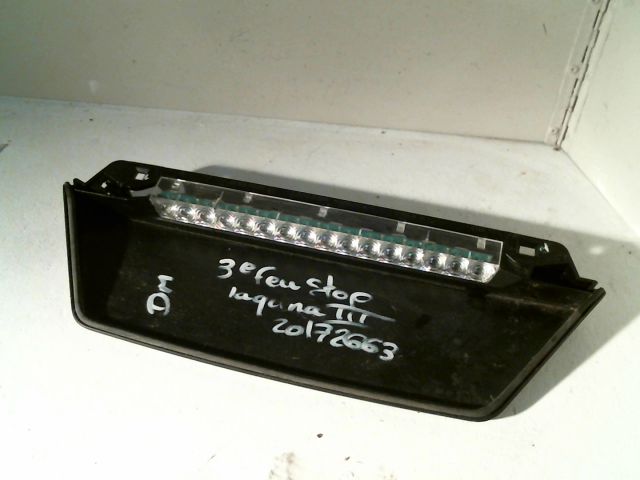 3e feu stop
laguna III
20172663
I
A